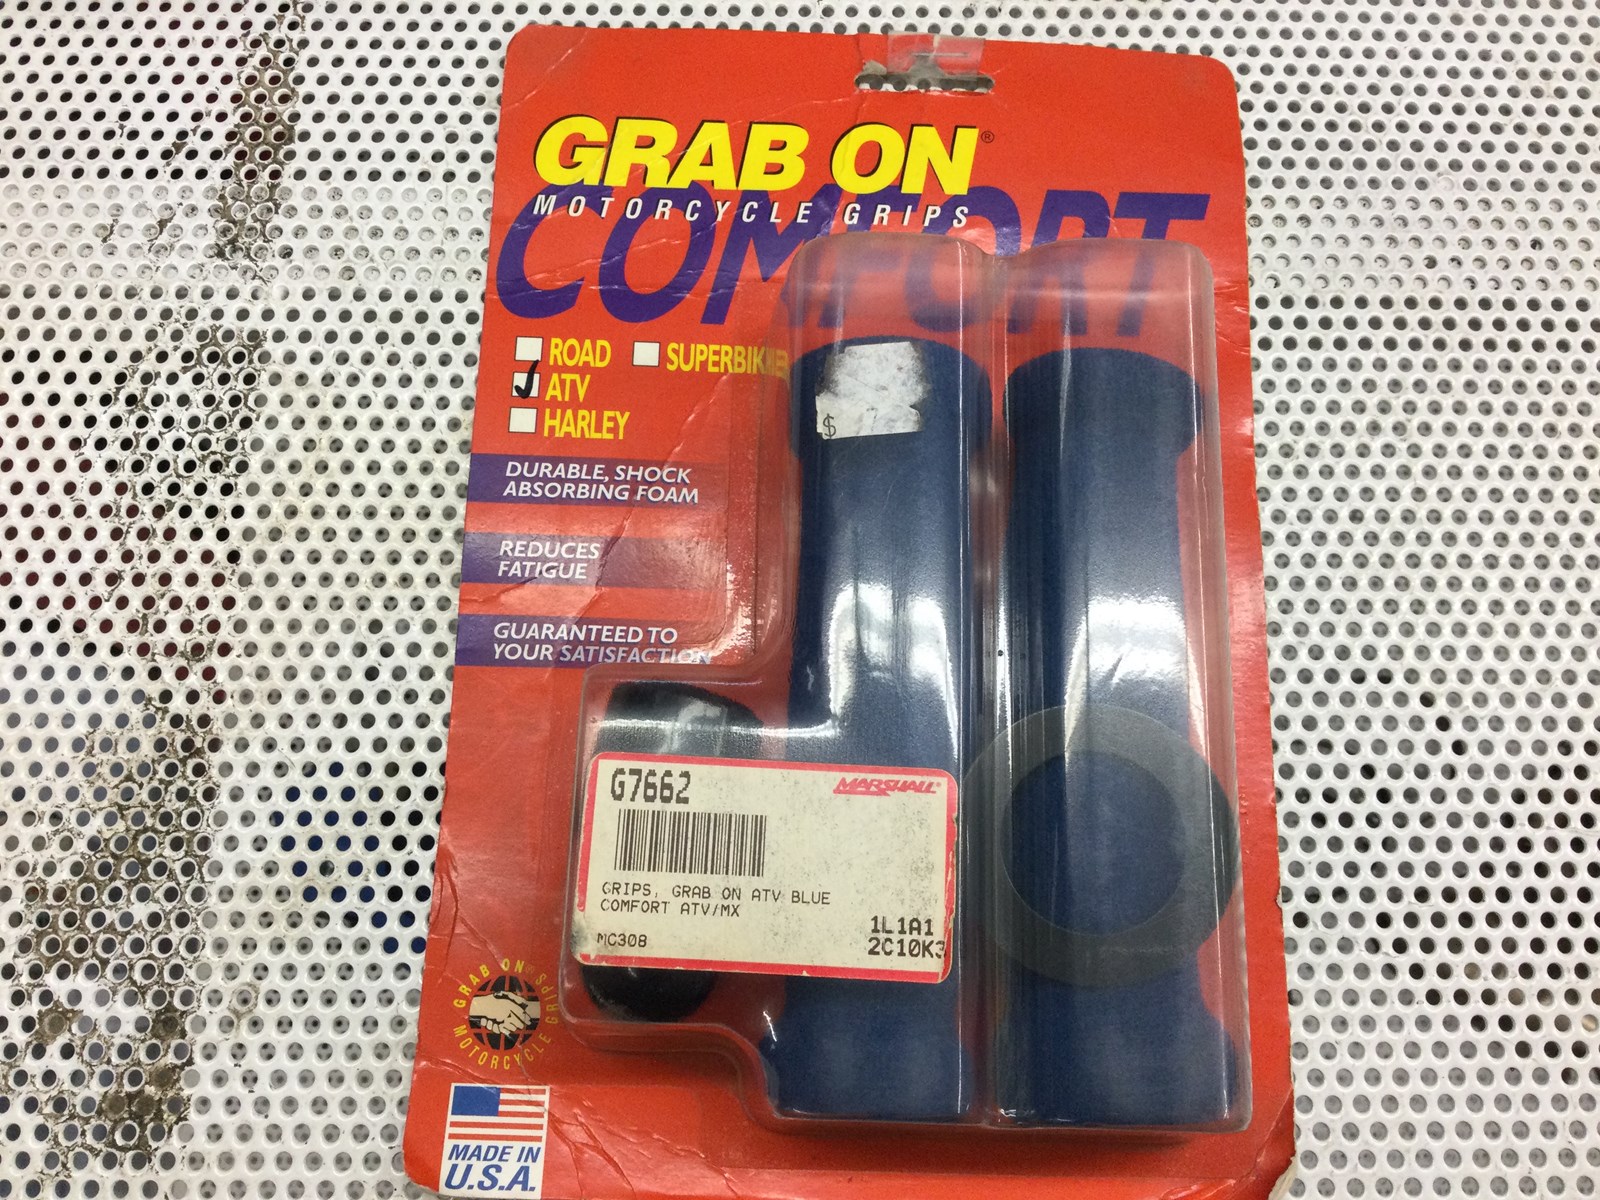 GRAB ON®
MOTORCYCLE GRIPS
COMFORT
ROAD
SUPERBIKE
ATV
HARLEY
DURABLE, SHOCK
ABSORBING FOAM
REDUCES
FATIGUE
GUARANTEED TO
YOUR SATISFACTION
$
G7662
MARSHALL®
GRIPS, GRAB ON ATV BLUE
COMFORT ATV/MX
1L1A1
MC308
2C10K3
GRAB ON® GRIPS
MOTORCYCLE
MADE IN
U.S.A.